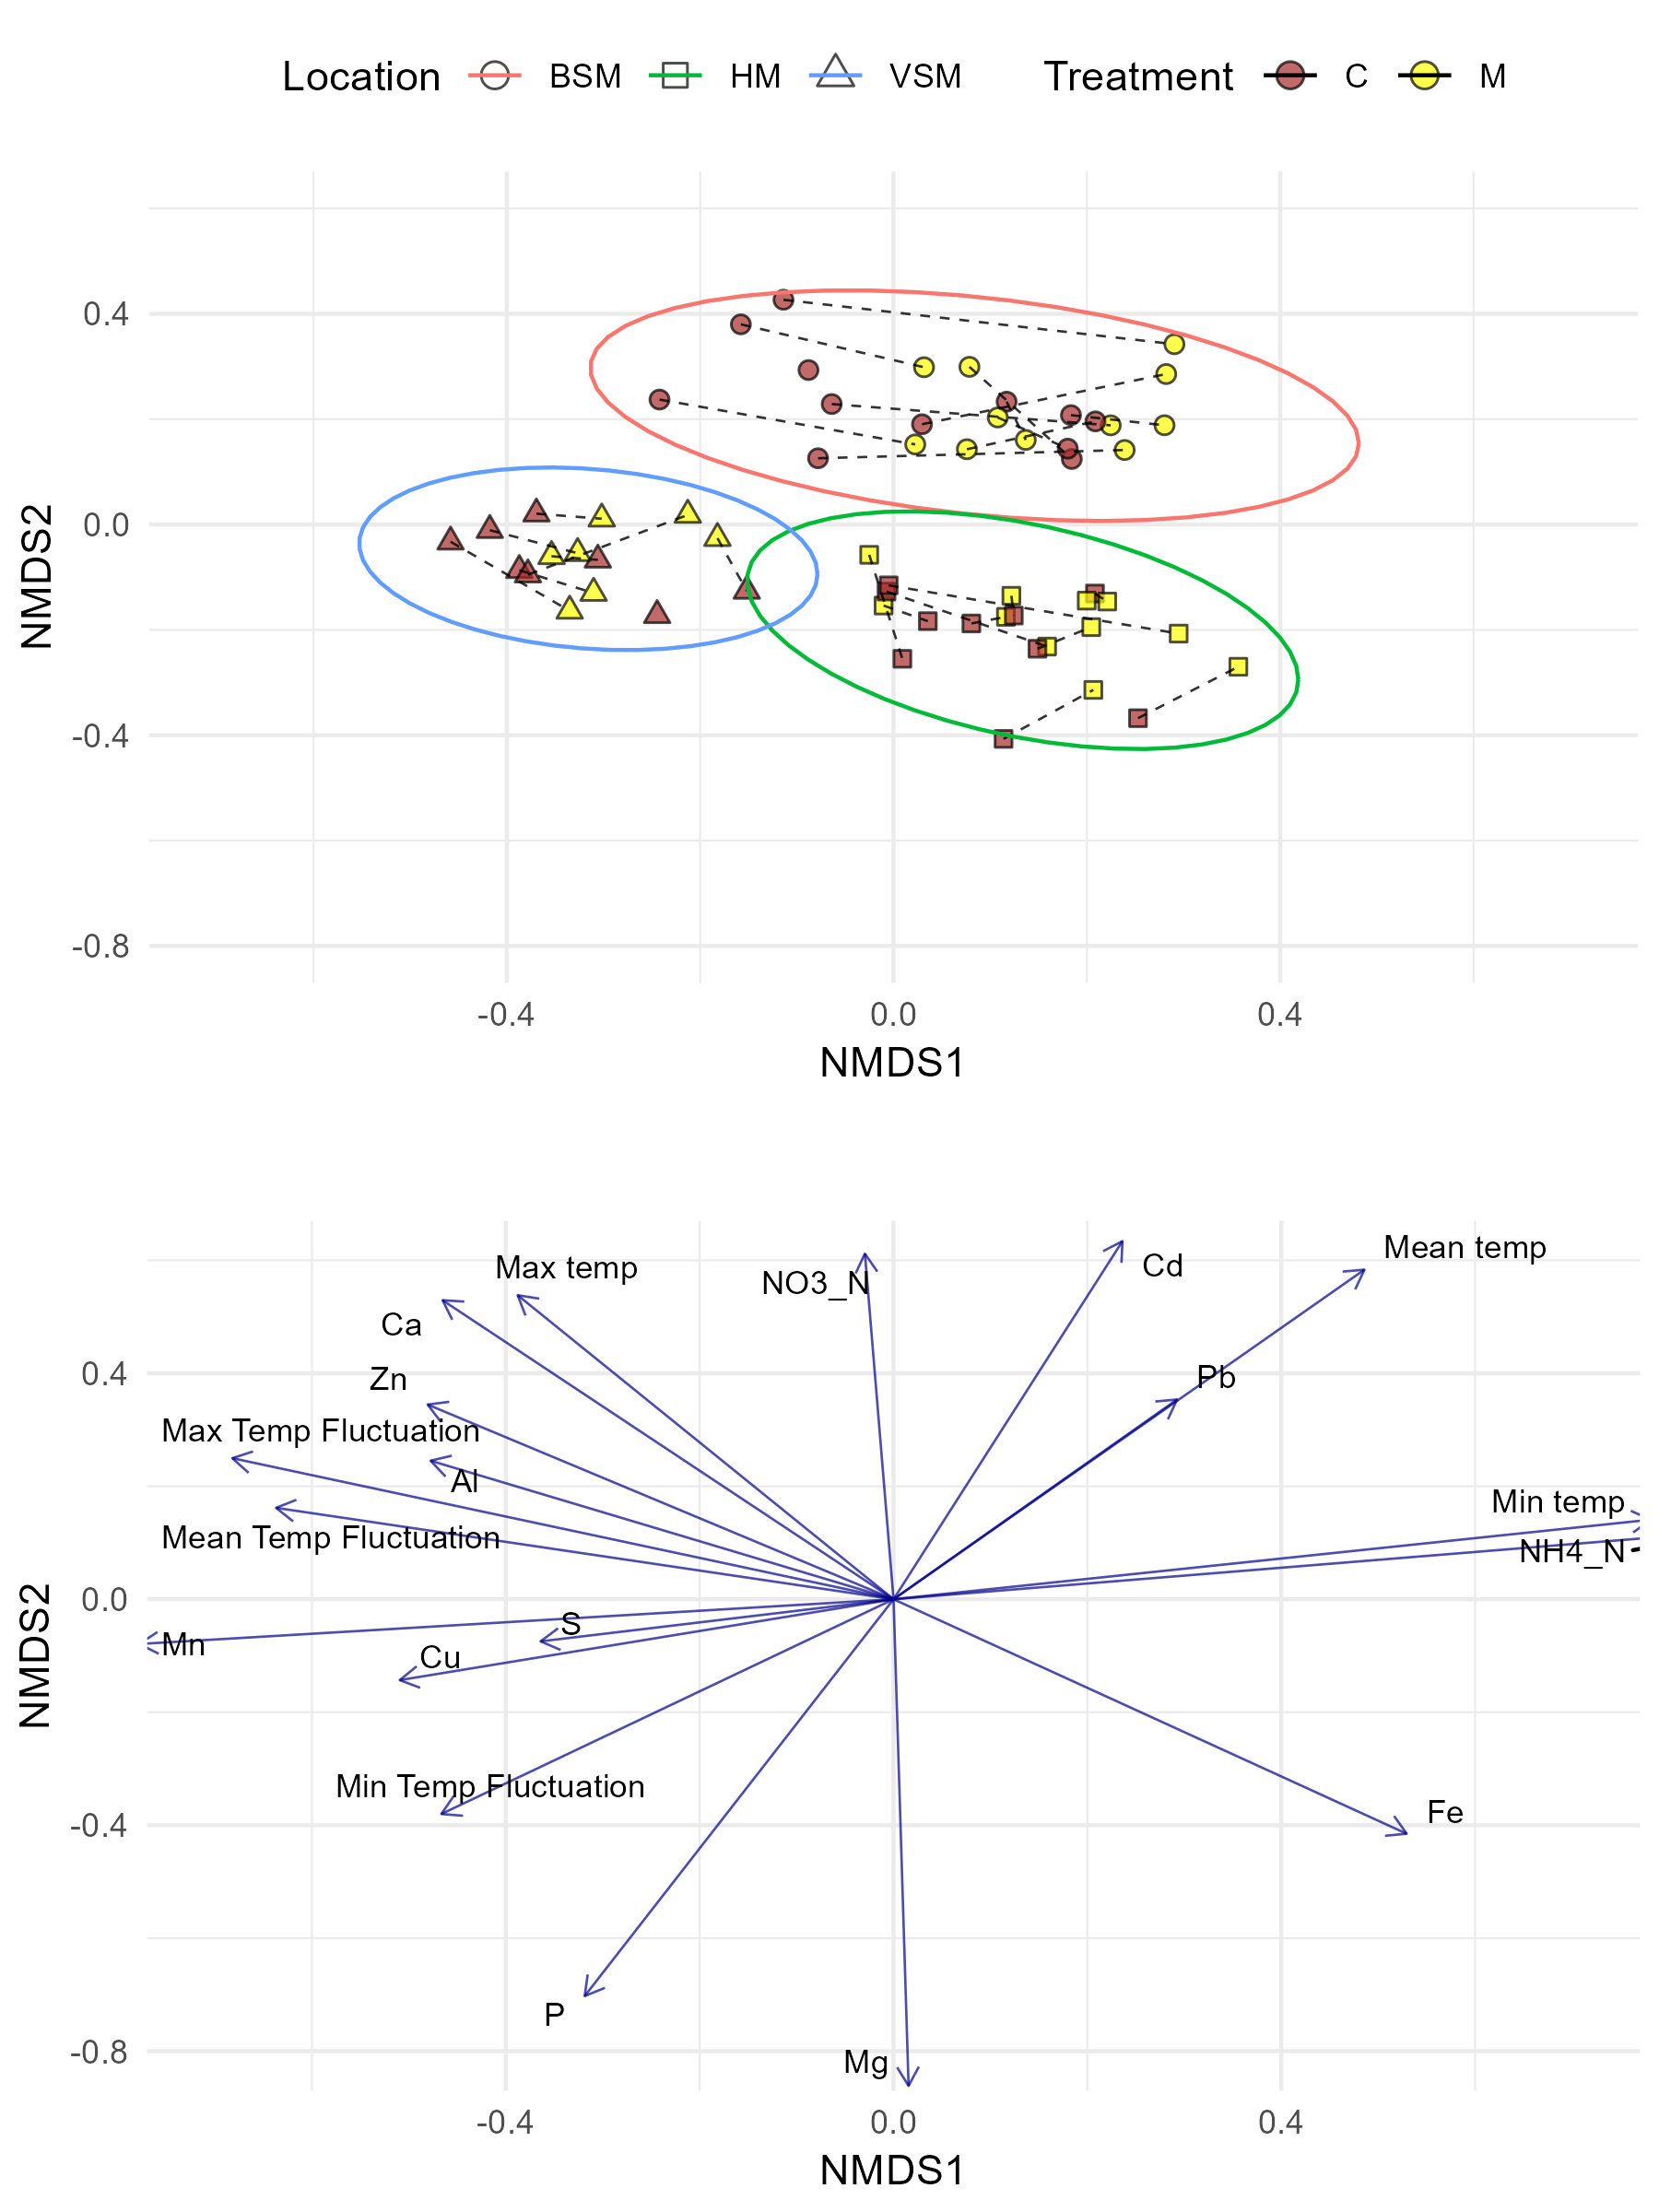 Location BSM HM VSM Treatment C M
0.4
0.0
-0.4
-0.8
NMDS2
-0.4 0.0 0.4
NMDS1
Max temp NO3_N Cd Mean temp
Ca
Zn Pb
0.4
Max Temp Fluctuation
Al
Min temp
Mean Temp Fluctuation NH4_N
0.0
S
Mn Cu
Min Temp Fluctuation
Fe
-0.4
P
Mg
-0.8
NMDS2
-0.4 0.0 0.4
NMDS1